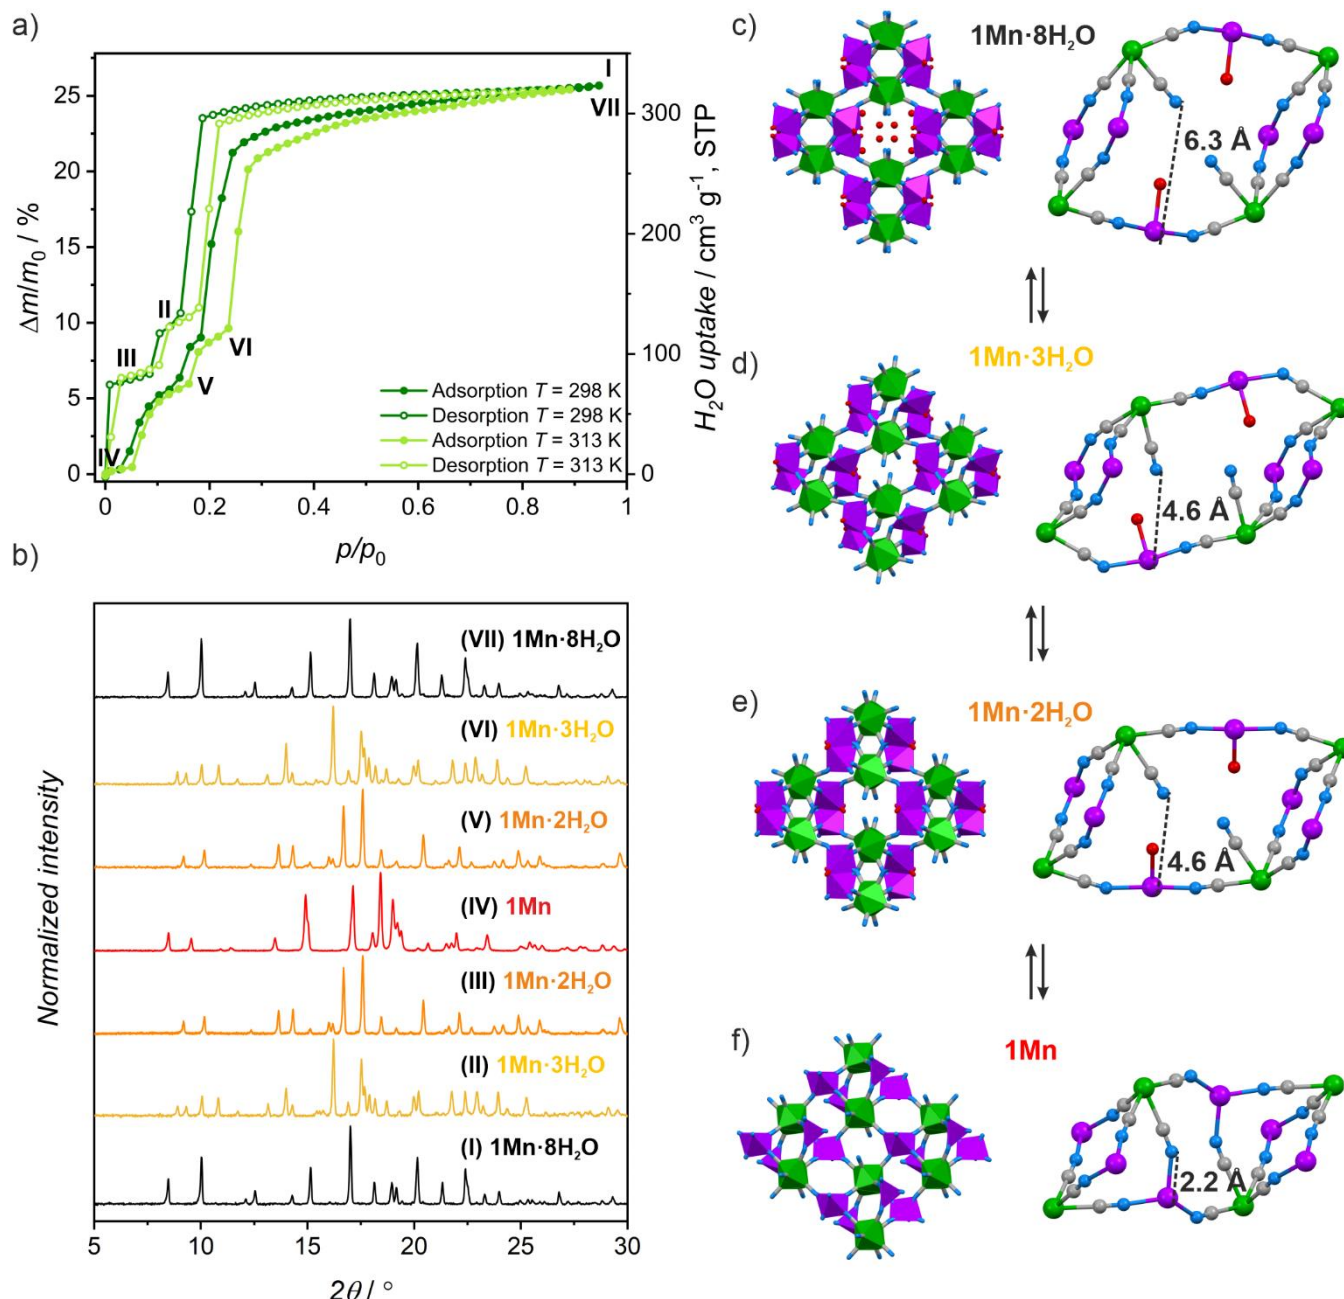 a)
25
20
15
10
5
0
Δm/m₀ / %
I
VII
II
III
VI
V
IV
Adsorption T = 298 K
Desorption T = 298 K
Adsorption T = 313 K
Desorption T = 313 K
300
200
100
0
H₂O uptake / cm³ g⁻¹, STP
0 0.2 0.4 0.6 0.8 1
p/p₀
b)
Normalized intensity
(VII) 1Mn·8H₂O
(VI) 1Mn·3H₂O
(V) 1Mn·2H₂O
(IV) 1Mn
(III) 1Mn·2H₂O
(II) 1Mn·3H₂O
(I) 1Mn·8H₂O
5 10 15 20 25 30
2θ / °
c)
1Mn·8H₂O
6.3 Å
d)
1Mn·3H₂O
4.6 Å
e)
1Mn·2H₂O
4.6 Å
f)
1Mn
2.2 Å